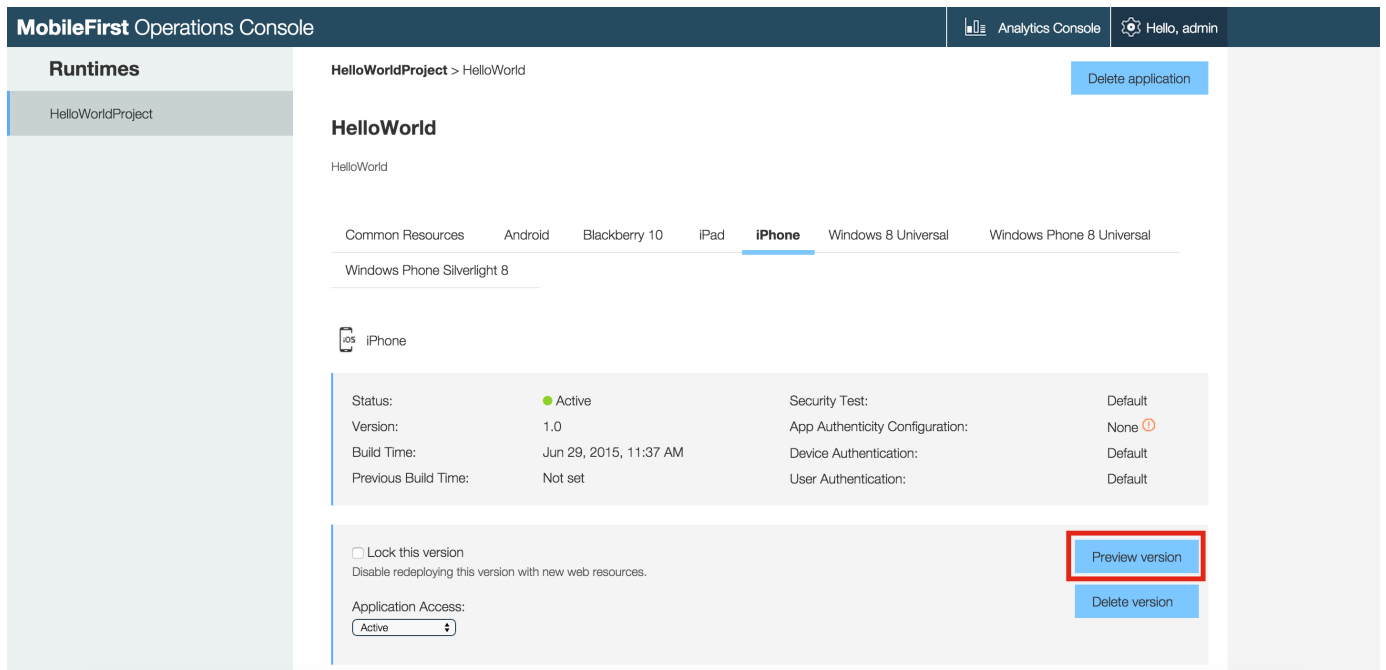 MobileFirst Operations Console
Analytics Console
Hello, admin
Runtimes
HelloWorldProject
HelloWorldProject > HelloWorld
Delete application
HelloWorld
HelloWorld
Common Resources Android Blackberry 10 iPad iPhone Windows 8 Universal Windows Phone 8 Universal
Windows Phone Silverlight 8
iOS iPhone
Status: Active Security Test: Default
Version: 1.0 App Authenticity Configuration: None
Build Time: Jun 29, 2015, 11:37 AM Device Authentication: Default
Previous Build Time: Not set User Authentication: Default
Lock this version
Disable redeploying this version with new web resources.
Preview version
Delete version
Application Access:
Active